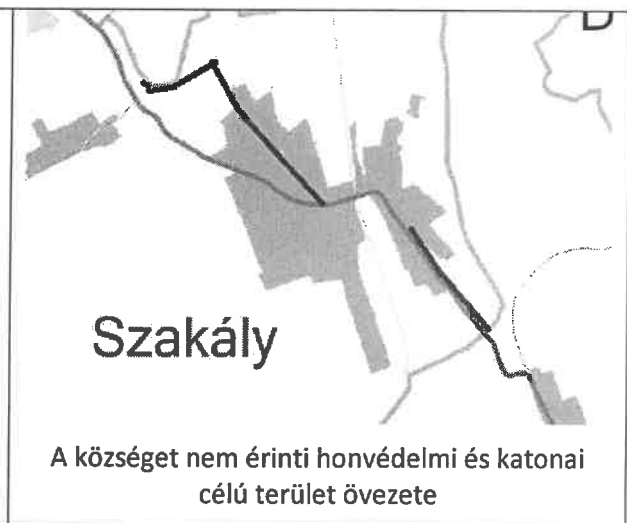 Szakály
A községet nem érinti honvédelmi és katonai
célú terület övezete